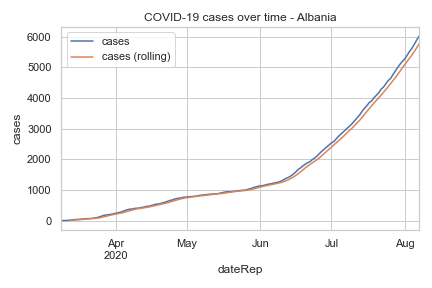 COVID-19 cases over time - Albania
cases
cases (rolling)
6000
5000
4000
3000
2000
1000
0
cases
Apr
2020
May
Jun
Jul
Aug
dateRep